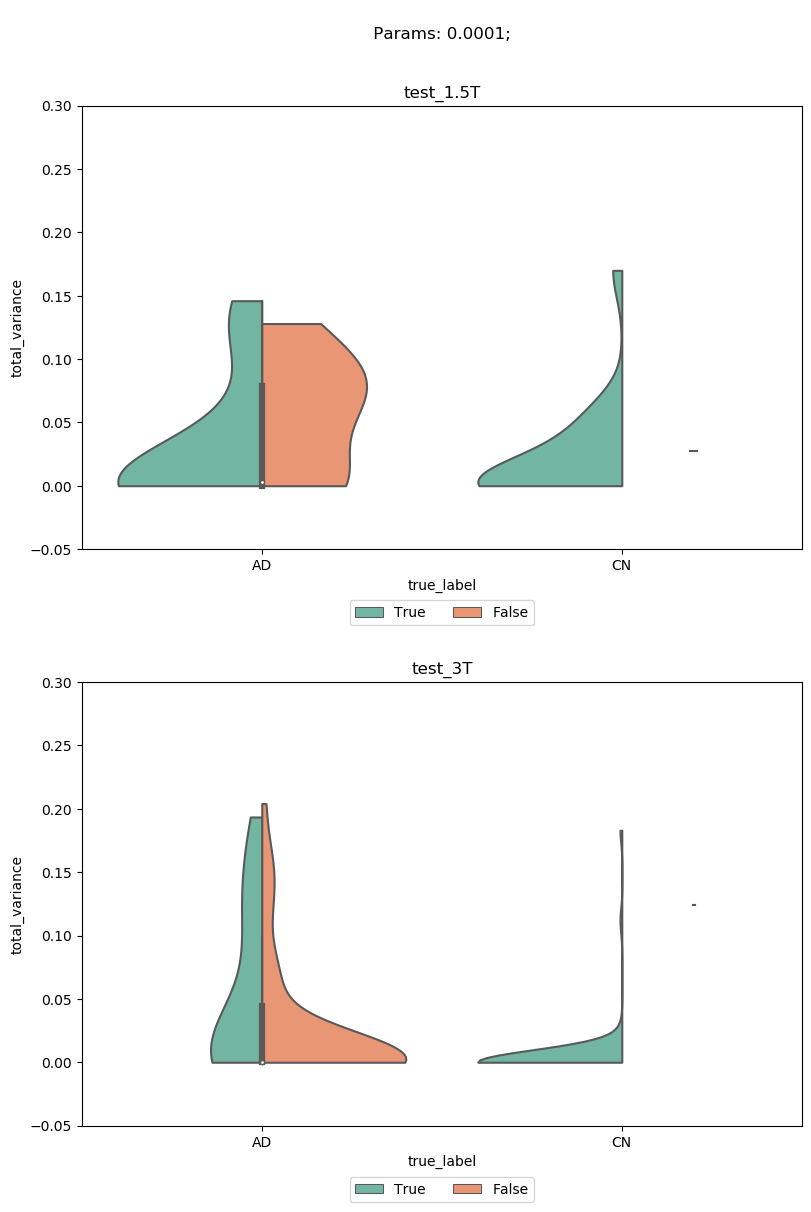 Params: 0.0001;
test_1.5T
0.30
0.25
0.20
0.15
0.10
0.05
0.00
−0.05
total_variance
AD CN
true_label
True False
test_3T
0.30
0.25
0.20
0.15
0.10
0.05
0.00
−0.05
total_variance
AD CN
true_label
True False